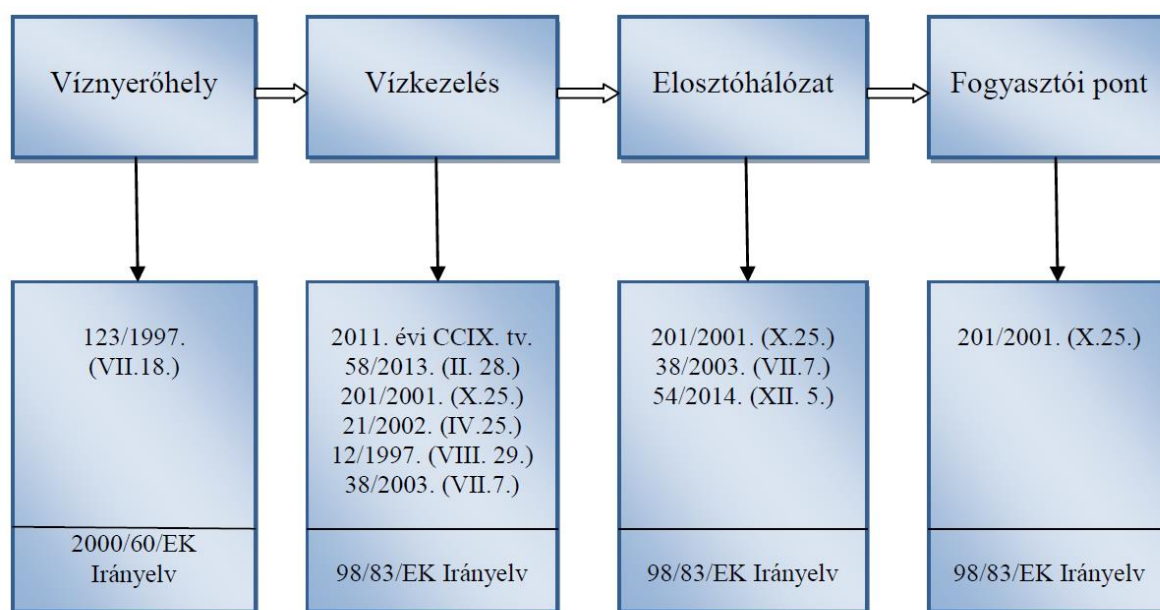 Víznyerőhely
Vízkezelés
Elosztóhálózat
Fogyasztói pont
123/1997.
(VII.18.)
2000/60/EK
Irányelv
2011. évi CCIX. tv.
58/2013. (II. 28.)
201/2001. (X.25.)
21/2002. (IV.25.)
12/1997. (VIII. 29.)
38/2003. (VII.7.)
98/83/EK Irányelv
201/2001. (X.25.)
38/2003. (VII.7.)
54/2014. (XII. 5.)
98/83/EK Irányelv
201/2001. (X.25.)
98/83/EK Irányelv